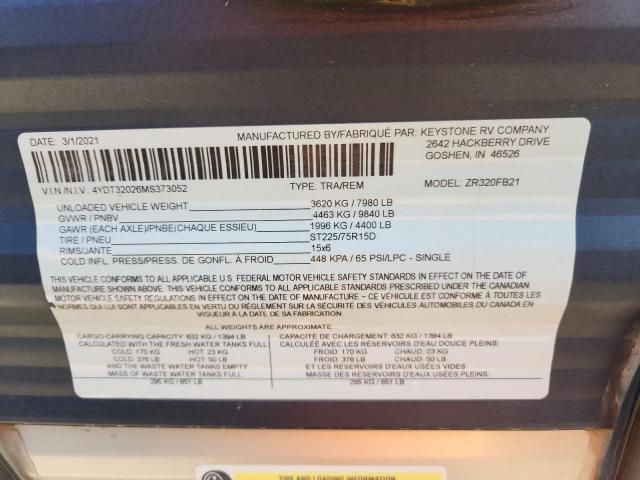 DATE: 3/1/2021
MANUFACTURED BY/FABRIQUÉ PAR: KEYSTONE RV COMPANY
2642 HACKBERRY DRIVE
GOSHEN, IN 46526
V.I.N./N.I.V.: 4YDT32026MS373052
TYPE: TRA/REM
MODEL: ZR320FB21
UNLOADED VEHICLE WEIGHT 3620 KG / 7980 LB
GVWR / PNBV 4463 KG / 9840 LB
GAWR (EACH AXLE)/PNBE(CHAQUE ESSIEU) 1996 KG / 4400 LB
TIRE / PNEU ST225/75R15D
RIMS/JANTE 15x6
COLD INFL. PRESS/PRESS. DE GONFL. À FROID 448 KPA / 65 PSI/LPC - SINGLE
THIS VEHICLE CONFORMS TO ALL APPLICABLE U.S. FEDERAL MOTOR VEHICLE SAFETY STANDARDS IN EFFECT ON THE DATE OF
MANUFACTURE SHOWN ABOVE. THIS VEHICLE CONFORMS TO ALL APPLICABLE STANDARDS PRESCRIBED UNDER THE CANADIAN
MOTOR VEHICLE SAFETY REGULATIONS IN EFFECT ON THE DATE OF MANUFACTURE – CE VÉHICULE EST CONFORME À TOUTES LES
NORMES QUI LUI SONT APPLICABLES EN VERTU DU RÈGLEMENT SUR LA SÉCURITÉ DES VÉHICULES AUTOMOBILES DU CANADA EN
VIGUEUR À LA DATE DE SA FABRICATION.
ALL WEIGHTS ARE APPROXIMATE
CARGO-CARRYING CAPACITY: 632 KG / 1394 LB
CALCULATED WITH THE FRESH WATER TANKS FULL:
COLD: 170 KG HOT: 23 KG
COLD: 376 LB HOT: 50 LB
AND THE WASTE WATER TANKS EMPTY
MASS OF WASTE WATER TANKS FULL:
295 KG / 651 LB
CAPACITÉ DE CHARGEMENT: 632 KG / 1394 LB
CALCULÉE AVEC LES RÉSERVOIRS D'EAU DOUCE PLEINS:
FROID: 170 KG CHAUD: 23 KG
FROID: 376 LB CHAUD: 50 LB
ET LES RÉSERVOIRS D'EAUX USÉES VIDES
MASSE DES RÉSERVOIRS D'EAUX USÉES PLEINS:
295 KG / 651 LB
TIRE AND LOADING INFORMATION